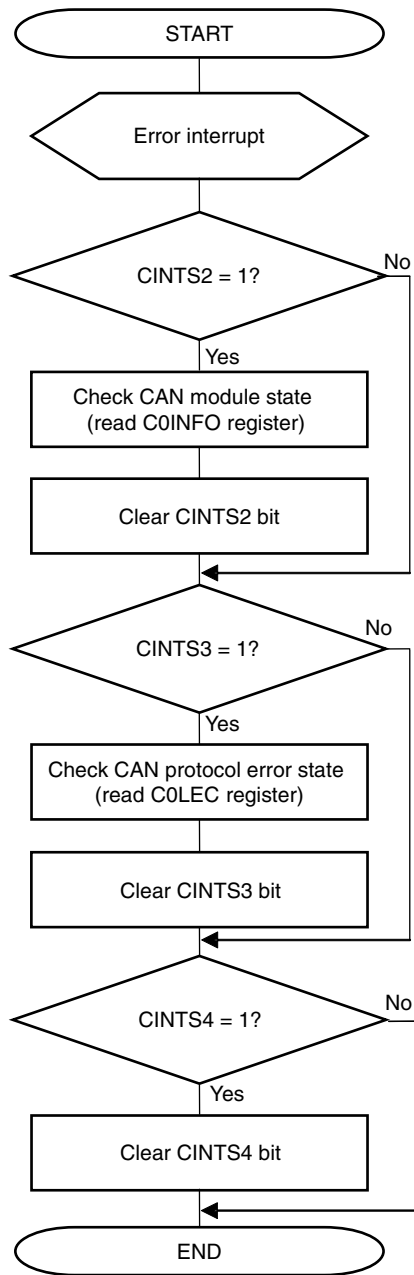 START
Error interrupt
CINTS2 = 1?
No
Yes
Check CAN module state
(read C0INFO register)
Clear CINTS2 bit
CINTS3 = 1?
No
Yes
Check CAN protocol error state
(read C0LEC register)
Clear CINTS3 bit
CINTS4 = 1?
No
Yes
Clear CINTS4 bit
END